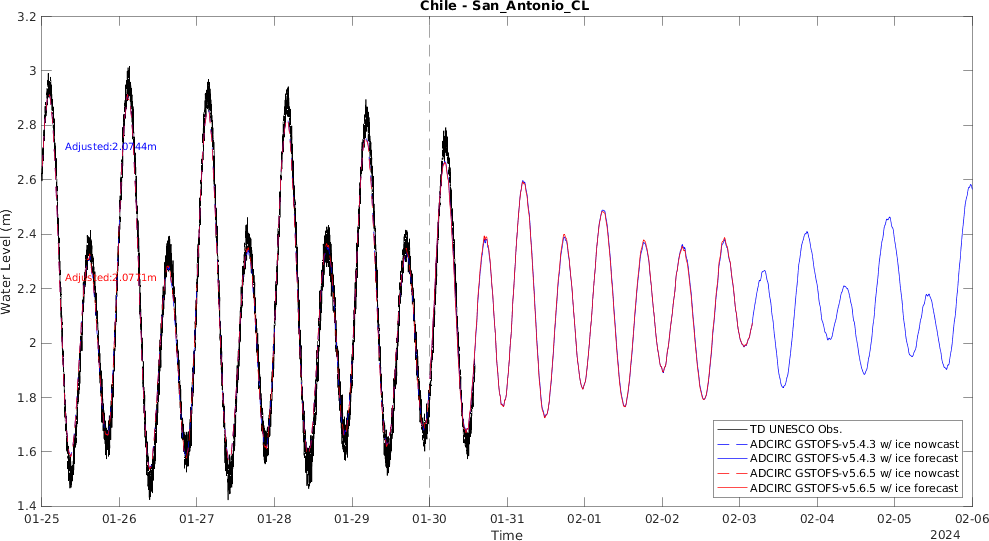 Chile - San_Antonio_CL
3.2
3
2.8
2.6
2.4
2.2
2
1.8
1.6
1.4
Water Level (m)
Adjusted:2.0744m
Adjusted:2.0711m
TD UNESCO Obs.
ADCIRC GSTOFS-v5.4.3 w/ ice nowcast
ADCIRC GSTOFS-v5.4.3 w/ ice forecast
ADCIRC GSTOFS-v5.6.5 w/ ice nowcast
ADCIRC GSTOFS-v5.6.5 w/ ice forecast
01-25 01-26 01-27 01-28 01-29 01-30 01-31 02-01 02-02 02-03 02-04 02-05 02-06
Time
2024